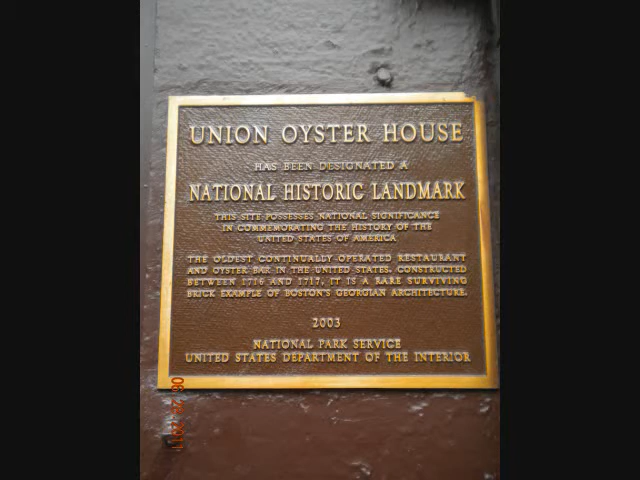 UNION OYSTER HOUSE
HAS BEEN DESIGNATED A
NATIONAL HISTORIC LANDMARK
THIS SITE POSSESSES NATIONAL SIGNIFICANCE
IN COMMEMORATING THE HISTORY OF THE
UNITED STATES OF AMERICA
THE OLDEST CONTINUALLY OPERATED RESTAURANT
AND OYSTER BAR IN THE UNITED STATES. CONSTRUCTED
BETWEEN 1716 AND 1717, IT IS A RARE SURVIVING
BRICK EXAMPLE OF BOSTON'S GEORGIAN ARCHITECTURE.
2003
NATIONAL PARK SERVICE
UNITED STATES DEPARTMENT OF THE INTERIOR